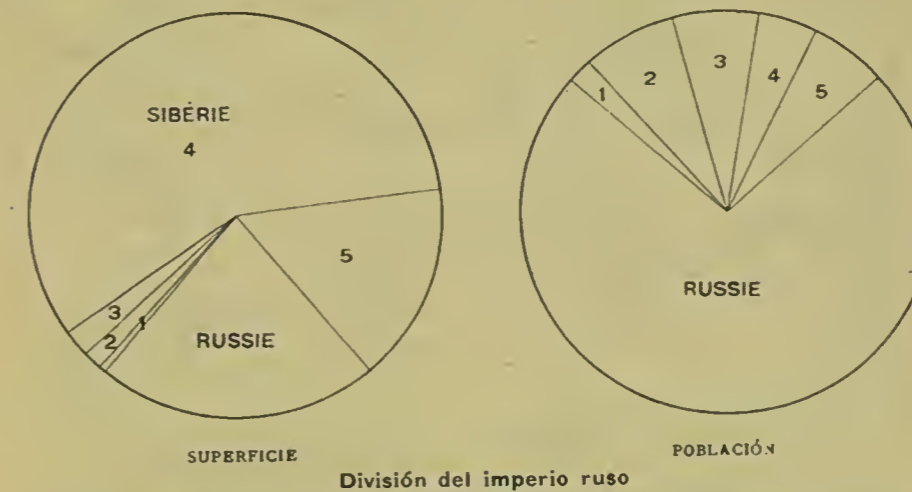 SIBÉRIE
4
5
3
2
1
RUSSIE
SUPERFICIE
1
2
3
4
5
RUSSIE
POBLACIÓN
División del imperio ruso